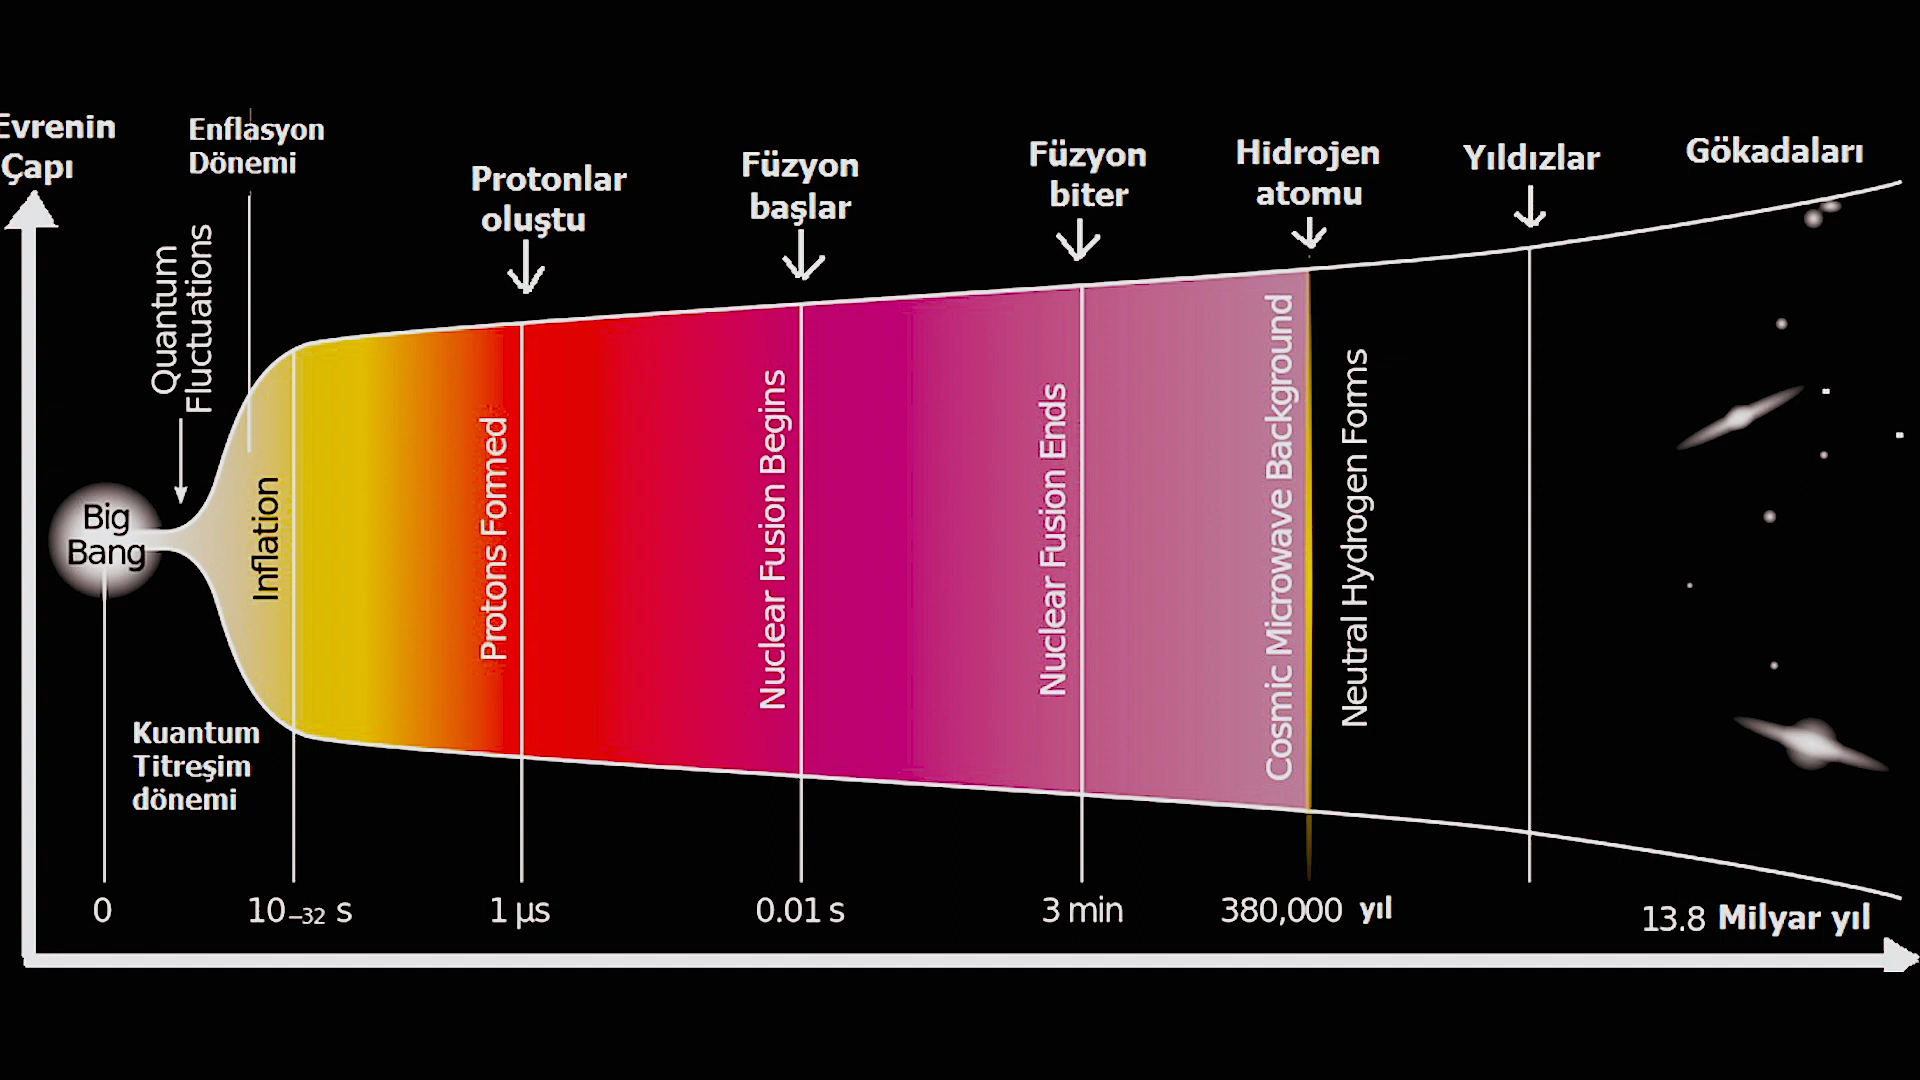 Evrenin
Çapı
Enflasyon
Dönemi
Protonlar
oluştu
Füzyon
başlar
Füzyon
biter
Hidrojen
atomu
Yıldızlar
Gökadaları
Quantum
Fluctuations
Big
Bang
Inflation
Protons Formed
Nuclear Fusion Begins
Nuclear Fusion Ends
Cosmic Microwave Background
Neutral Hydrogen Forms
Kuantum
Titreşim
dönemi
0
10–32 s
1 µs
0.01 s
3 min
380,000 yıl
13.8 Milyar yıl